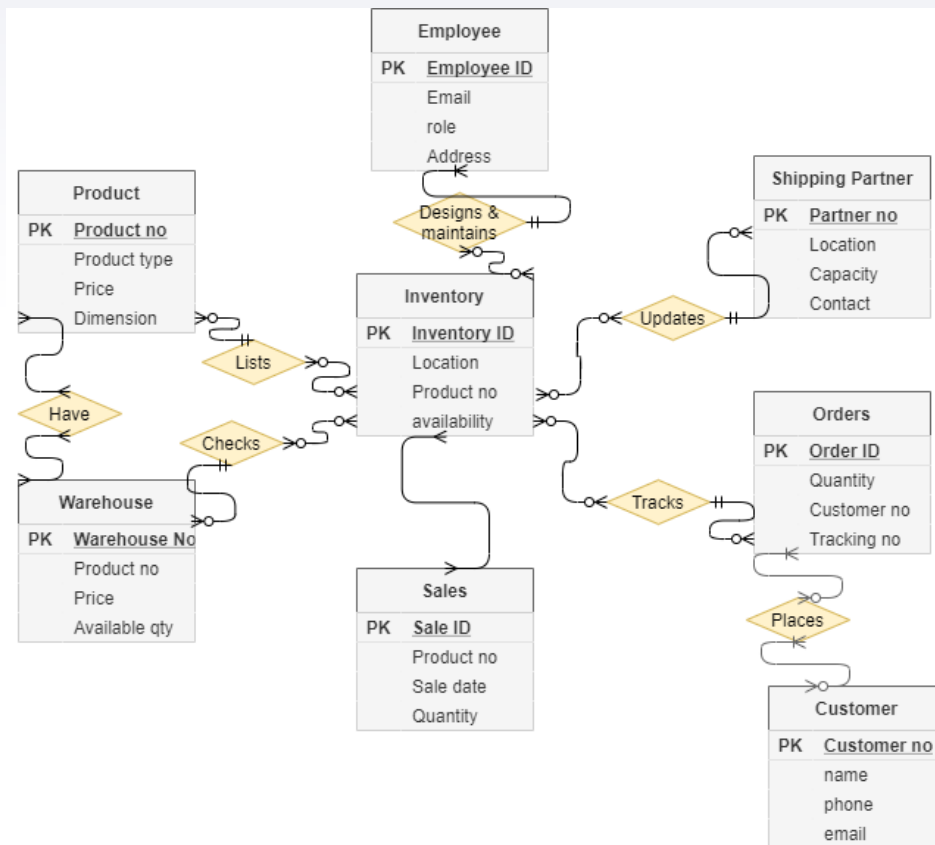 Employee
PK Employee ID
Email
role
Address
Product
PK Product no
Product type
Price
Dimension
Designs &
maintains
Shipping Partner
PK Partner no
Location
Capacity
Contact
Inventory
PK Inventory ID
Location
Product no
availability
Updates
Lists
Have
Checks
Orders
PK Order ID
Quantity
Customer no
Tracking no
Tracks
Warehouse
PK Warehouse No
Product no
Price
Available qty
Sales
PK Sale ID
Product no
Sale date
Quantity
Places
Customer
PK Customer no
name
phone
email